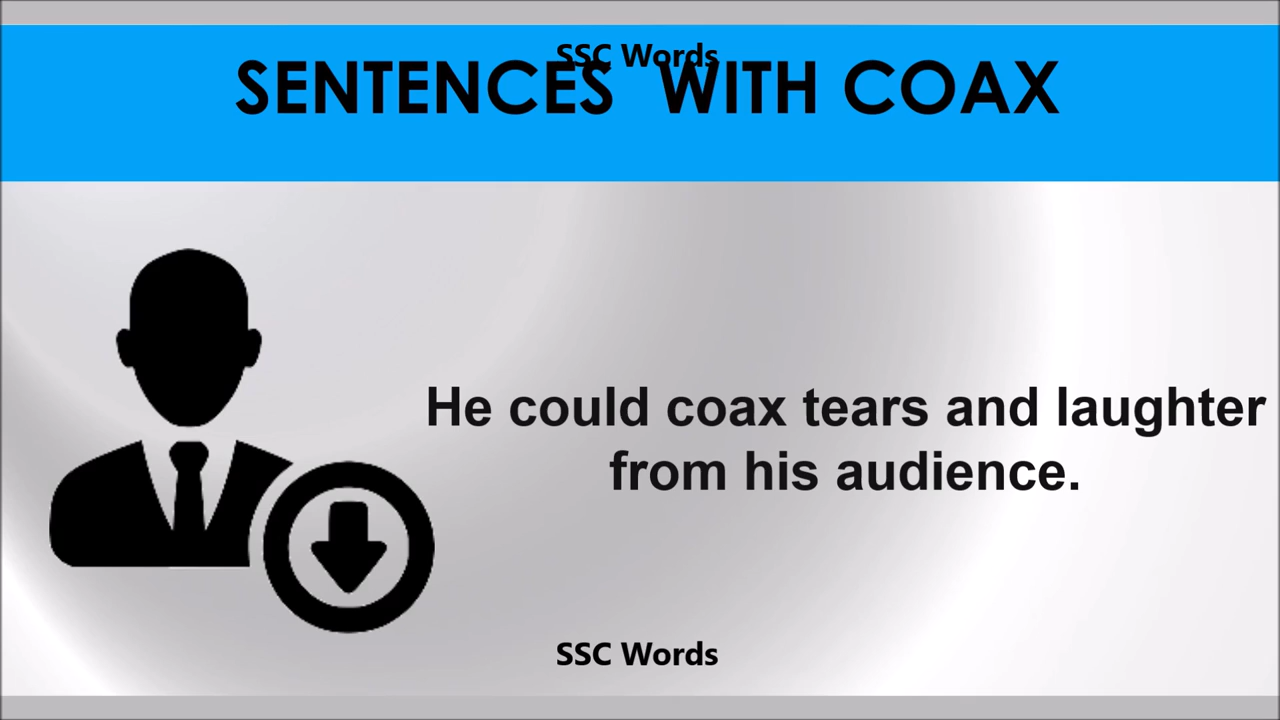 SSC Words
SENTENCES WITH COAX
He could coax tears and laughter
from his audience.
SSC Words